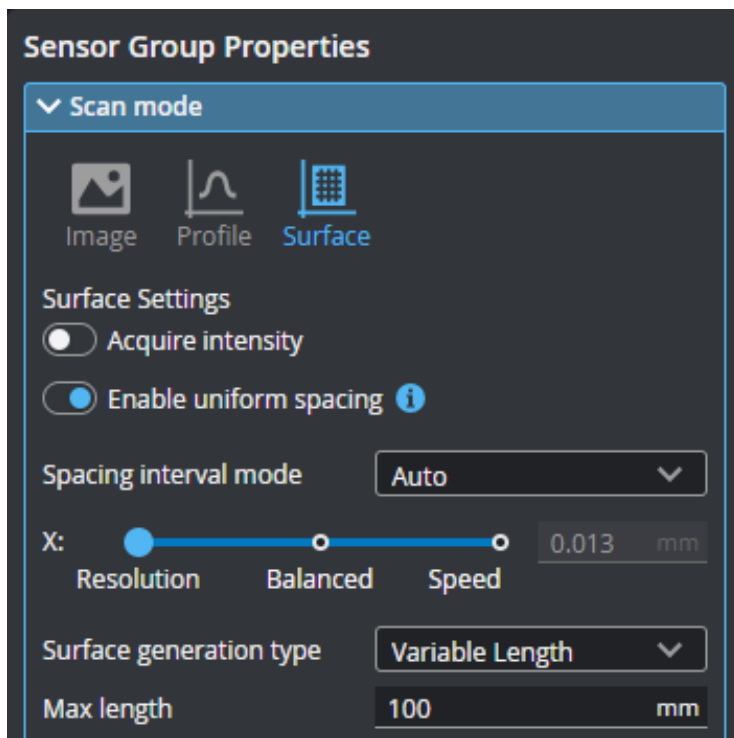 Sensor Group Properties
Scan mode
Image Profile Surface
Surface Settings
Acquire intensity
Enable uniform spacing
Spacing interval mode Auto
X: 0.013 mm
Resolution Balanced Speed
Surface generation type Variable Length
Max length 100 mm